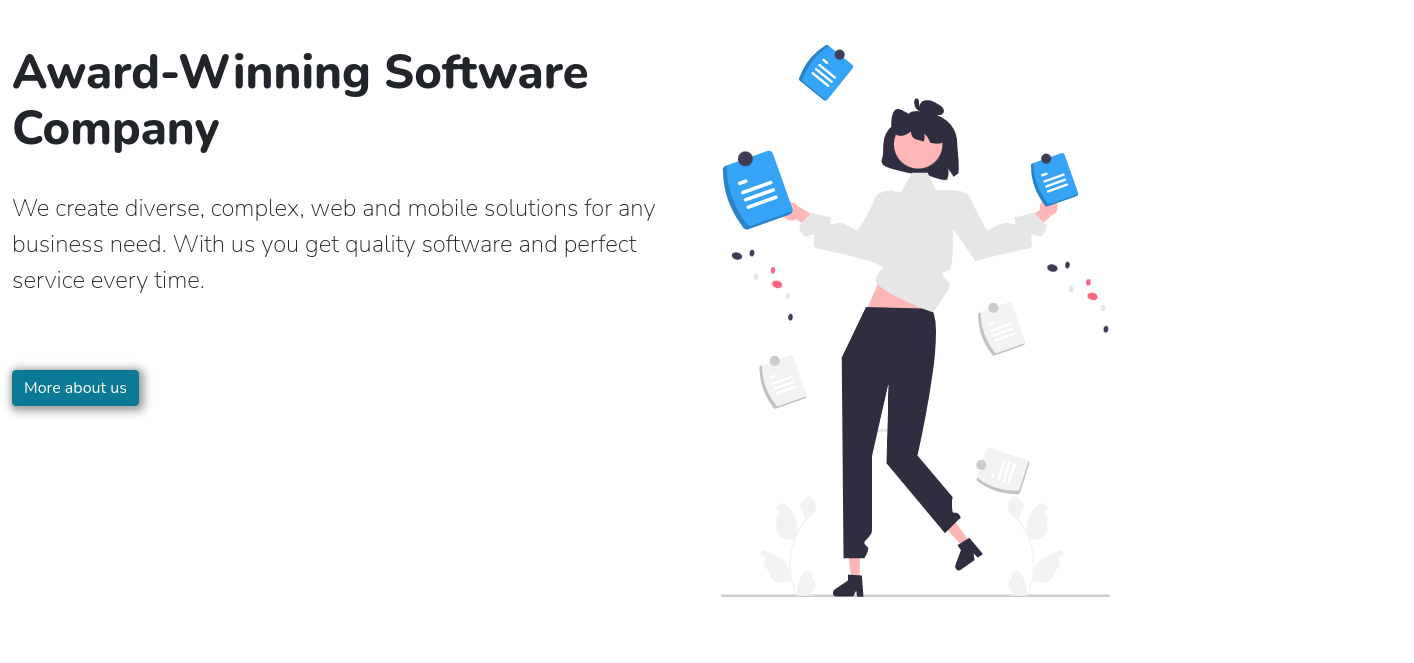 Award-Winning Software
Company
We create diverse, complex, web and mobile solutions for any
business need. With us you get quality software and perfect
service every time.
More about us